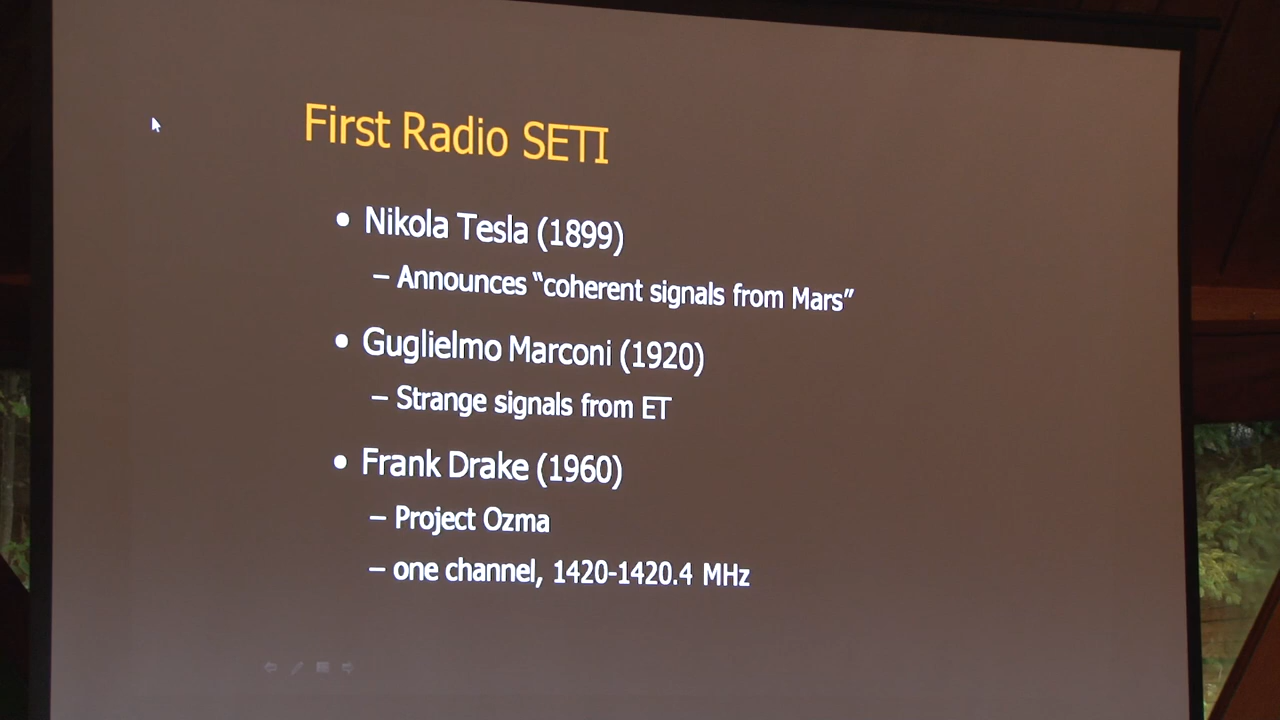 First Radio SETI
• Nikola Tesla (1899)
– Announces “coherent signals from Mars”
• Guglielmo Marconi (1920)
– Strange signals from ET
• Frank Drake (1960)
– Project Ozma
– one channel, 1420-1420.4 MHz